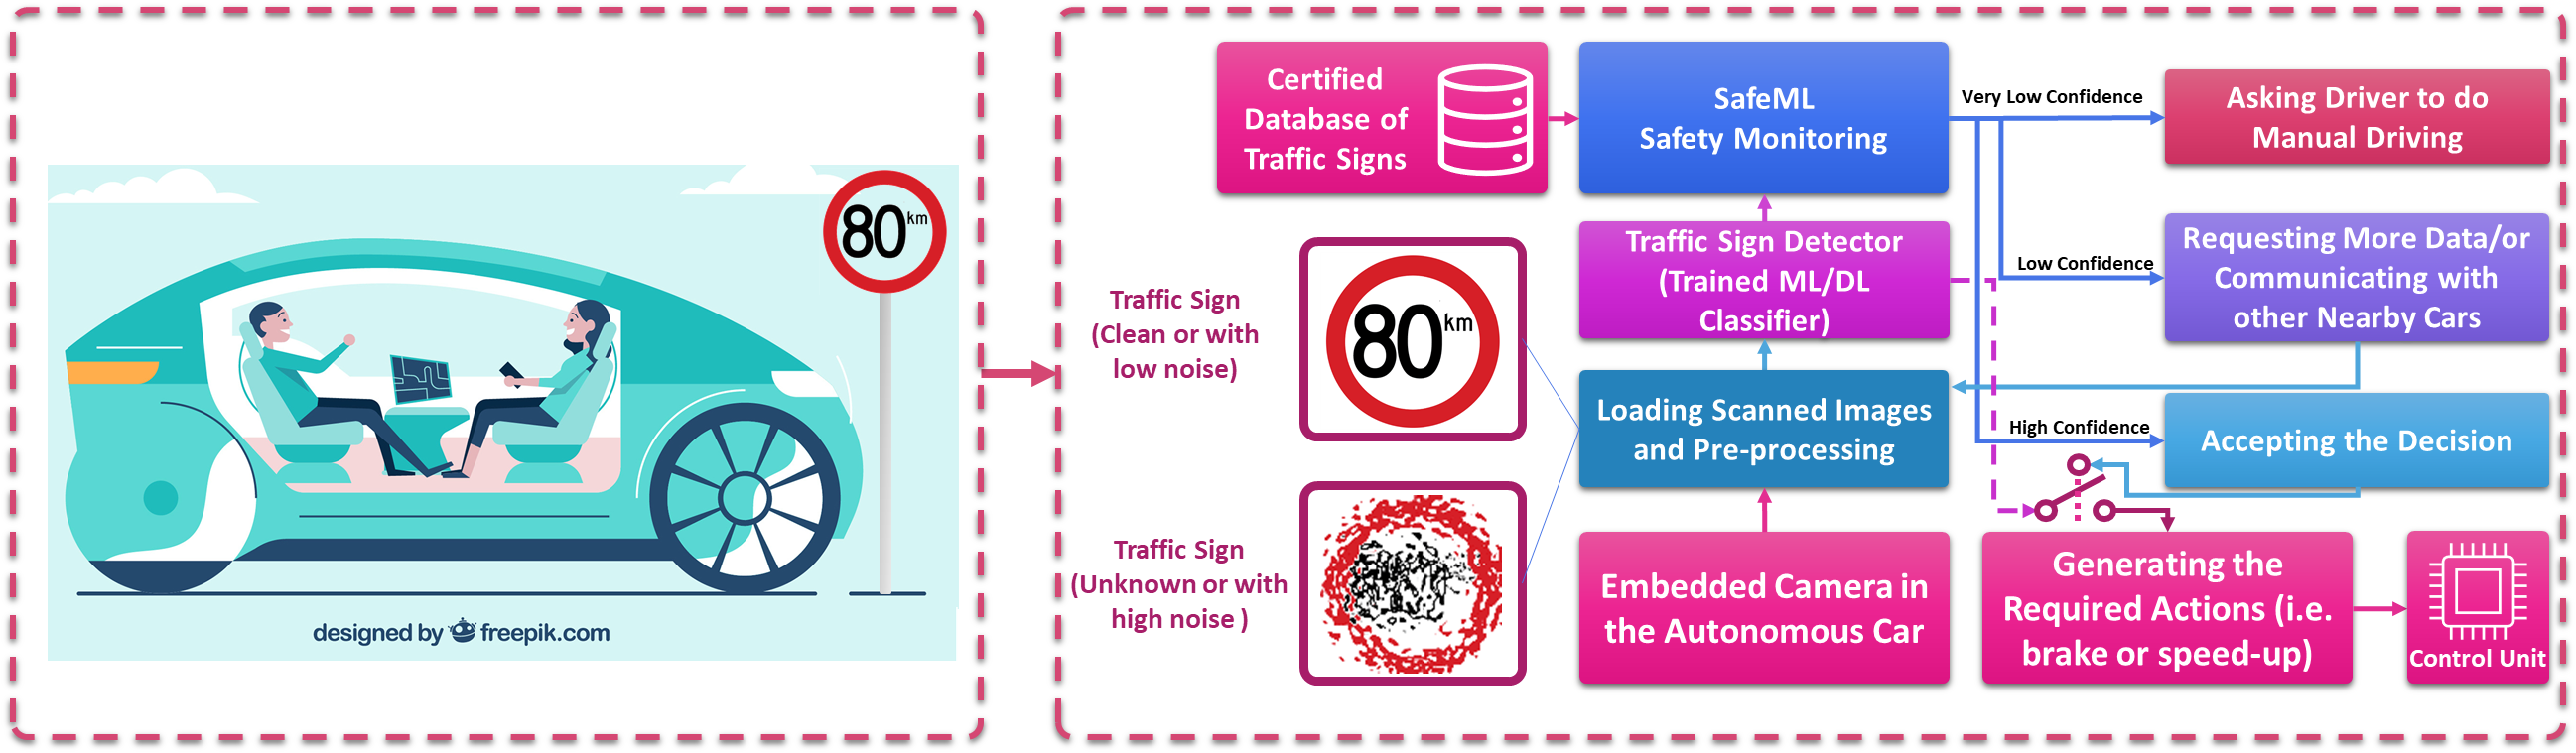 80 km
designed by freepik.com
Certified
Database of
Traffic Signs
SafeML
Safety Monitoring
Very Low Confidence
Asking Driver to do
Manual Driving
Traffic Sign
(Clean or with
low noise)
80 km
Traffic Sign Detector
(Trained ML/DL
Classifier)
Low Confidence
Requesting More Data/or
Communicating with
other Nearby Cars
Loading Scanned Images
and Pre-processing
High Confidence
Accepting the Decision
Traffic Sign
(Unknown or with
high noise )
Embedded Camera in
the Autonomous Car
Generating the
Required Actions (i.e.
brake or speed-up)
Control Unit